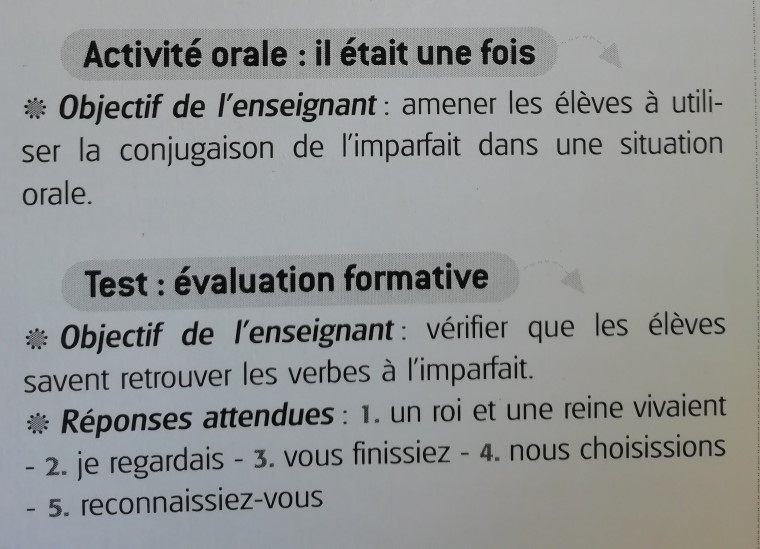 Activité orale : il était une fois
Objectif de l'enseignant : amener les élèves à utili-
ser la conjugaison de l'imparfait dans une situation
orale.
Test : évaluation formative
Objectif de l'enseignant : vérifier que les élèves
savent retrouver les verbes à l'imparfait.
Réponses attendues : 1. un roi et une reine vivaient
- 2. je regardais - 3. vous finissiez - 4. nous choisissions
- 5. reconnaissiez-vous